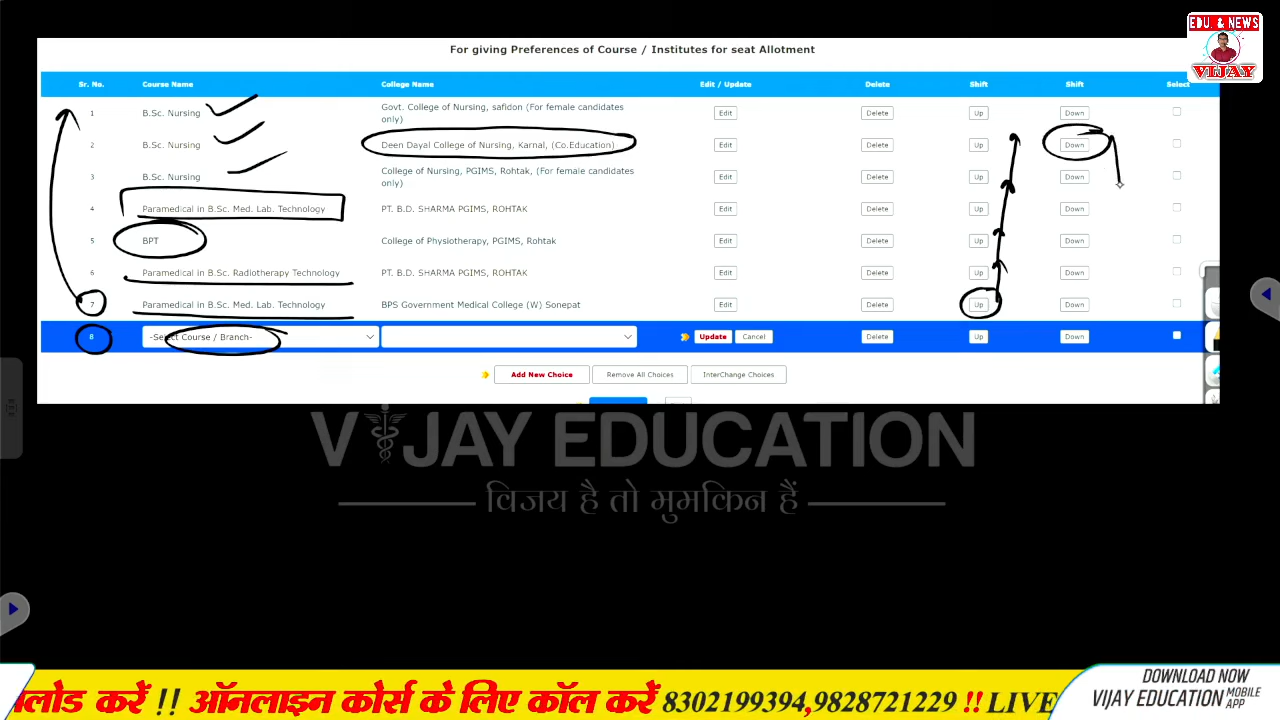 EDU. & NEWS
VIJAY
For giving Preferences of Course / Institutes for seat Allotment
Sr. No. Course Name College Name Edit / Update Delete Shift Shift Select
1 B.Sc. Nursing Govt. College of Nursing, safidon (For female candidates only) Edit Delete Up Down
2 B.Sc. Nursing Deen Dayal College of Nursing, Karnal, (Co.Education) Edit Delete Up Down
3 B.Sc. Nursing College of Nursing, PGIMS, Rohtak, (For female candidates only) Edit Delete Up Down
4 Paramedical in B.Sc. Med. Lab. Technology PT. B.D. SHARMA PGIMS, ROHTAK Edit Delete Up Down
5 BPT College of Physiotherapy, PGIMS, Rohtak Edit Delete Up Down
6 Paramedical in B.Sc. Radiotherapy Technology PT. B.D. SHARMA PGIMS, ROHTAK Edit Delete Up Down
7 Paramedical in B.Sc. Med. Lab. Technology BPS Government Medical College (W) Sonepat Edit Delete Up Down
8 -Select Course / Branch- Update Cancel Delete Up Down
Add New Choice Remove All Choices InterChange Choices
VIJAY EDUCATION
विजय है तो मुमकिन हैं
लोड करें !! ऑनलाइन कोर्स के लिए कॉल करें 8302199394,9828721229 !! LIVE
DOWNLOAD NOW
VIJAY EDUCATION MOBILE APP